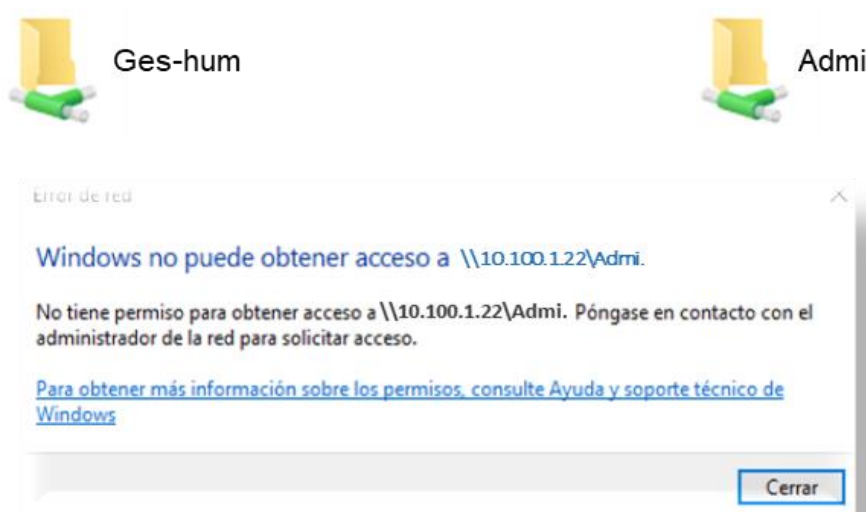 Ges-hum
Admi
Error de red
Windows no puede obtener acceso a \\10.100.1.22\Admi.
No tiene permiso para obtener acceso a \\10.100.1.22\Admi. Póngase en contacto con el
administrador de la red para solicitar acceso.
Para obtener más información sobre los permisos, consulte Ayuda y soporte técnico de
Windows
Cerrar